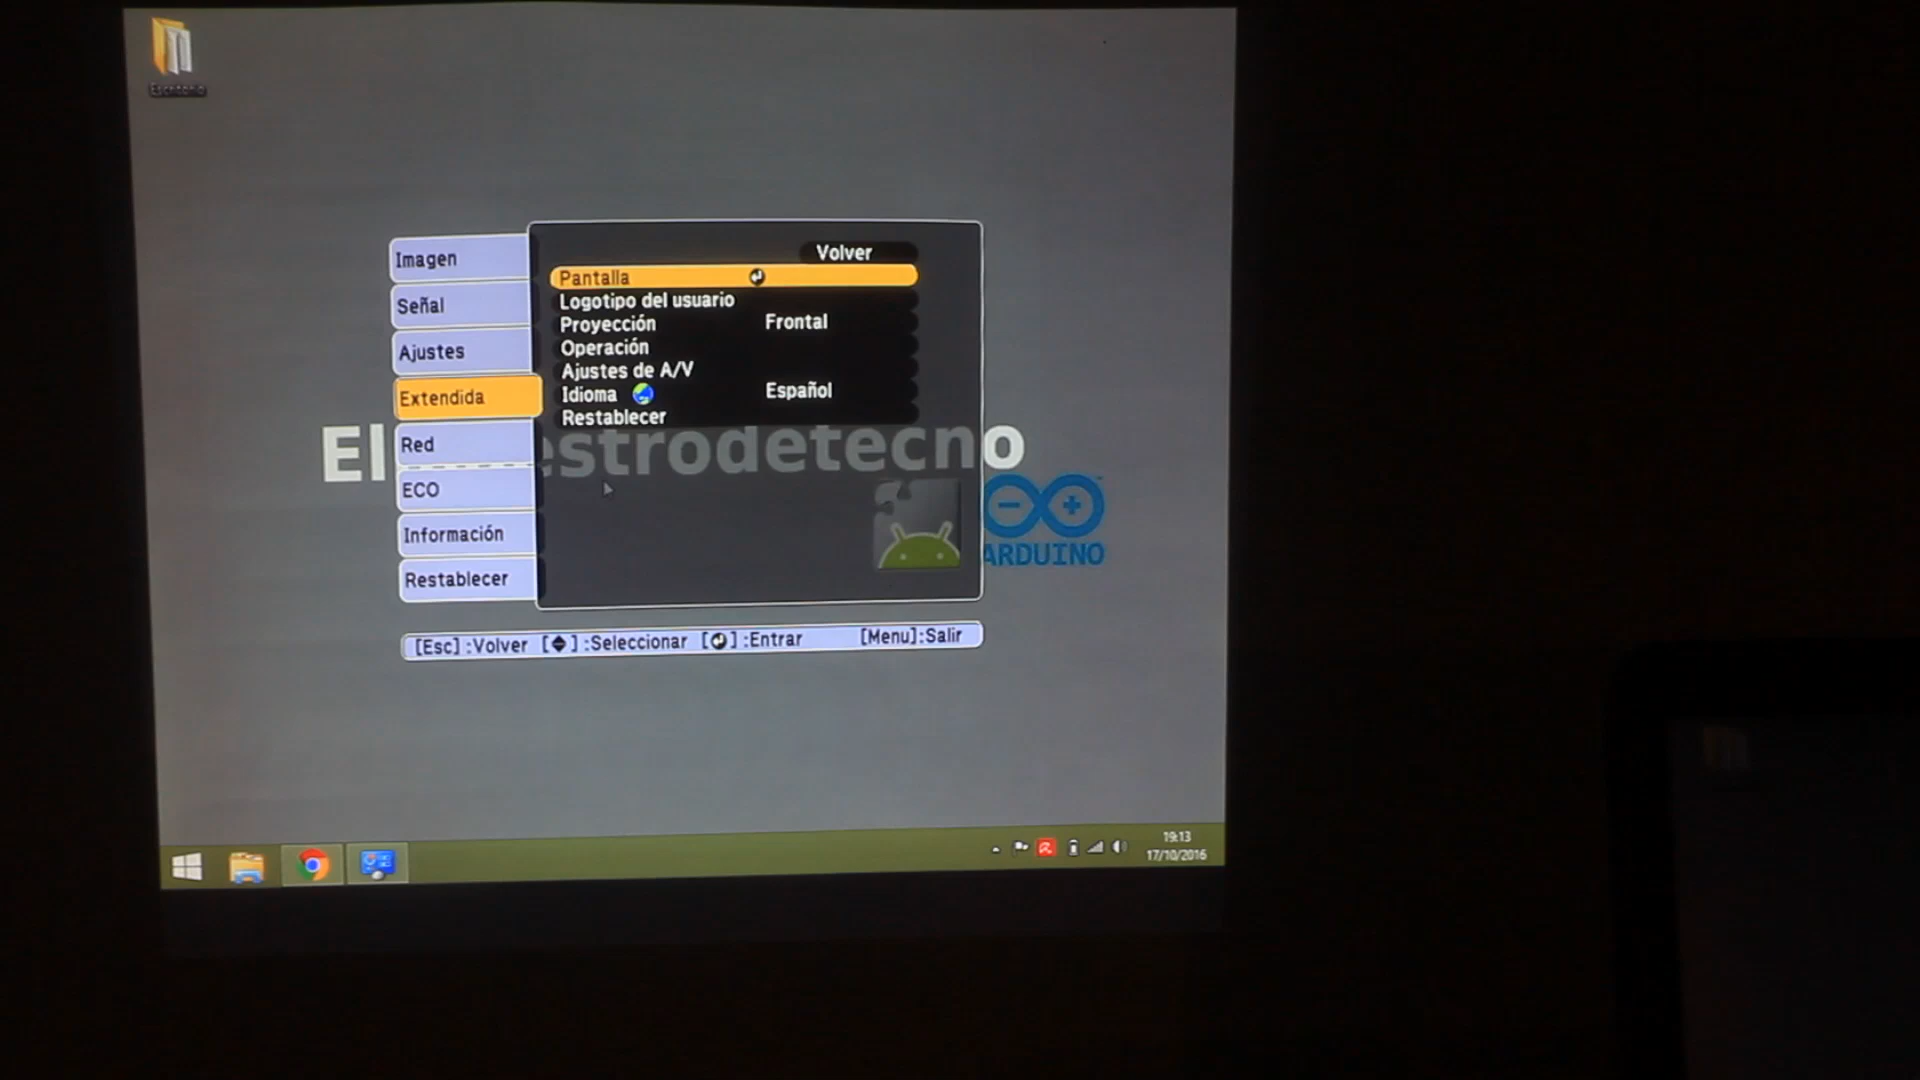 Escritorio
Volver
Imagen
Señal
Ajustes
Extendida
Red
ECO
Información
Restablecer
Pantalla
Logotipo del usuario
Proyección Frontal
Operación
Ajustes de A/V
Idioma Español
Restablecer
El estrodetecno
ARDUINO
[Esc] :Volver [ ] :Seleccionar [ ] :Entrar [Menu]:Salir
19:13
17/10/2016